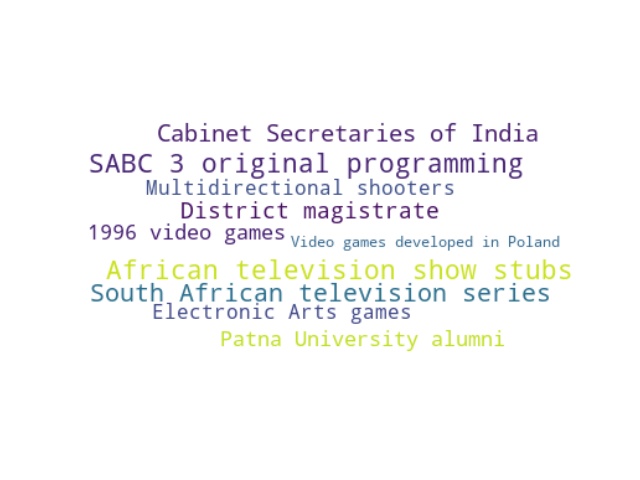 Cabinet Secretaries of India
SABC 3 original programming
Multidirectional shooters
District magistrate
1996 video games
Video games developed in Poland
African television show stubs
South African television series
Electronic Arts games
Patna University alumni